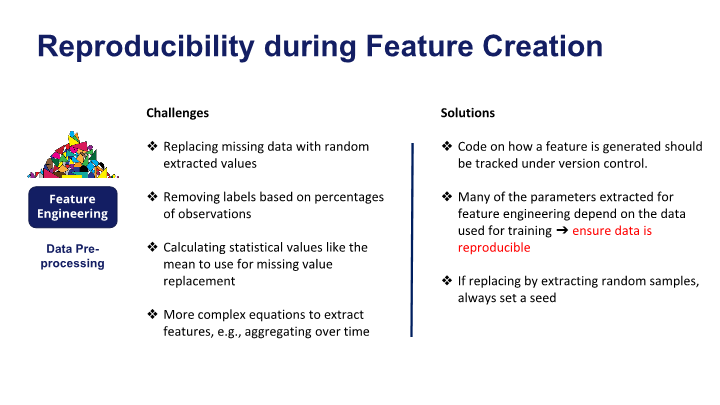 Reproducibility during Feature Creation
Feature
Engineering
Data Pre-
processing
Challenges
❖ Replacing missing data with random
extracted values
❖ Removing labels based on percentages
of observations
❖ Calculating statistical values like the
mean to use for missing value
replacement
❖ More complex equations to extract
features, e.g., aggregating over time
Solutions
❖ Code on how a feature is generated should
be tracked under version control.
❖ Many of the parameters extracted for
feature engineering depend on the data
used for training ➔ ensure data is
reproducible
❖ If replacing by extracting random samples,
always set a seed